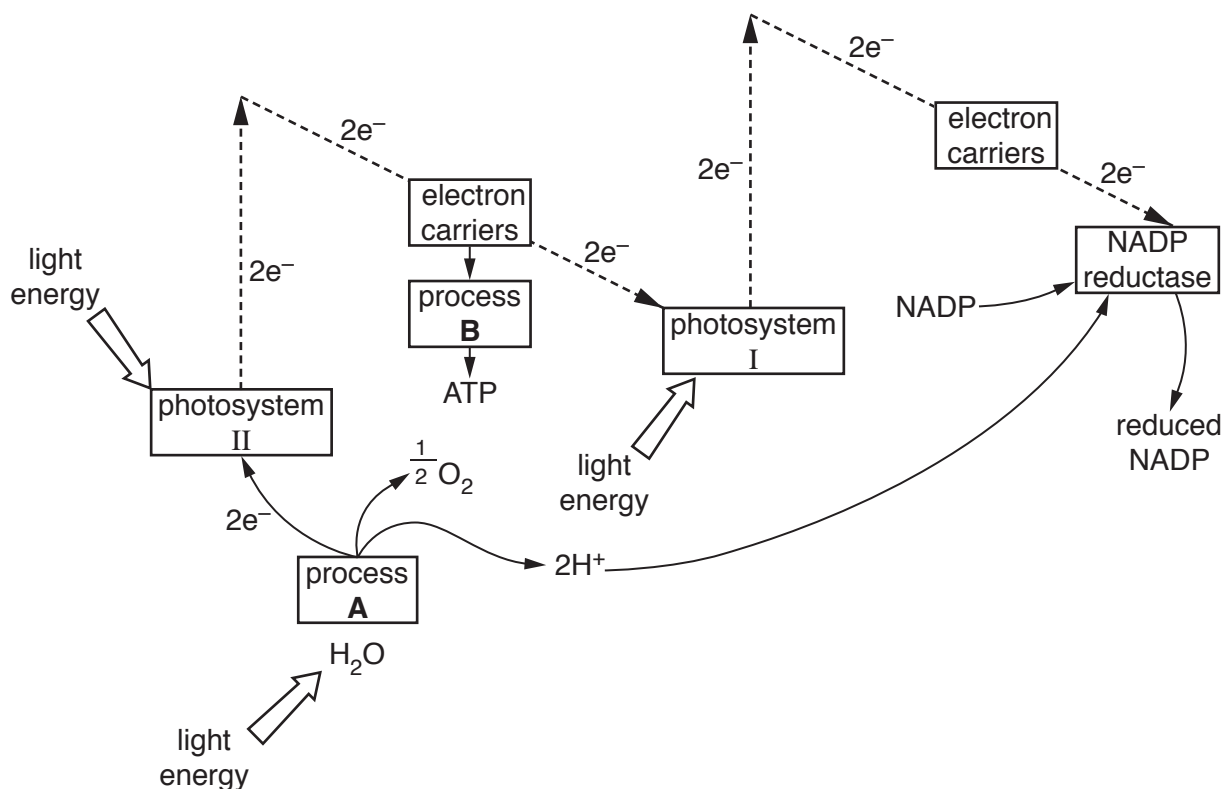 2e–
2e–
electron
carriers
2e–
2e–
electron
carriers
2e–
2e–
light
energy
2e–
NADP
reductase
process
B
NADP
photosystem
I
ATP
photosystem
II
reduced
NADP
1/2 O2
light
energy
2e–
2H+
process
A
H2O
light
energy